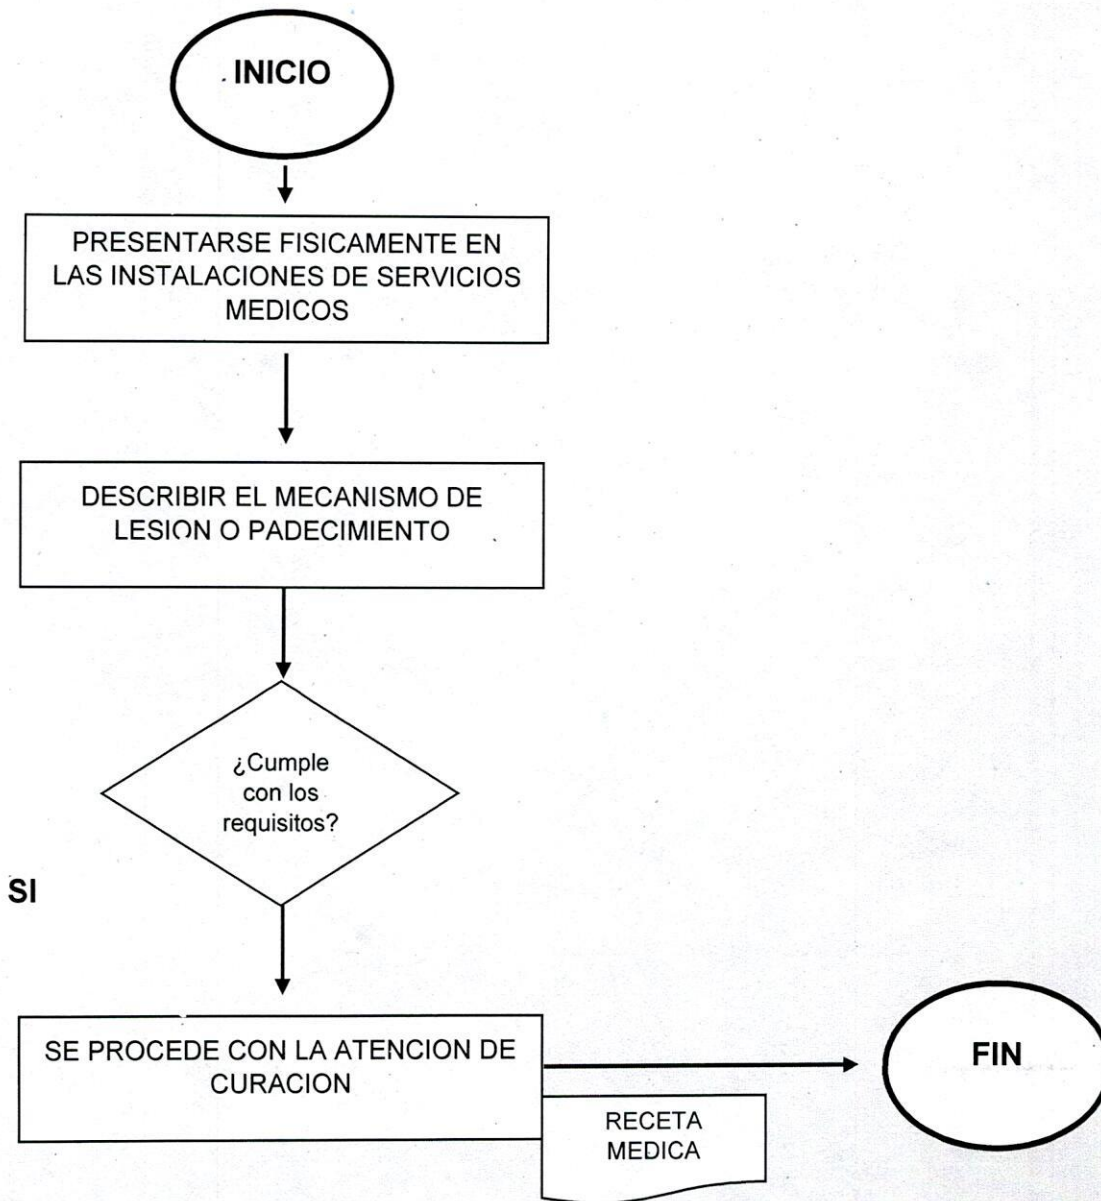 INICIO
PRESENTARSE FISICAMENTE EN
LAS INSTALACIONES DE SERVICIOS
MEDICOS
DESCRIBIR EL MECANISMO DE
LESION O PADECIMIENTO
¿Cumple
con los
requisitos?
SI
SE PROCEDE CON LA ATENCION DE
CURACION
RECETA
MEDICA
FIN